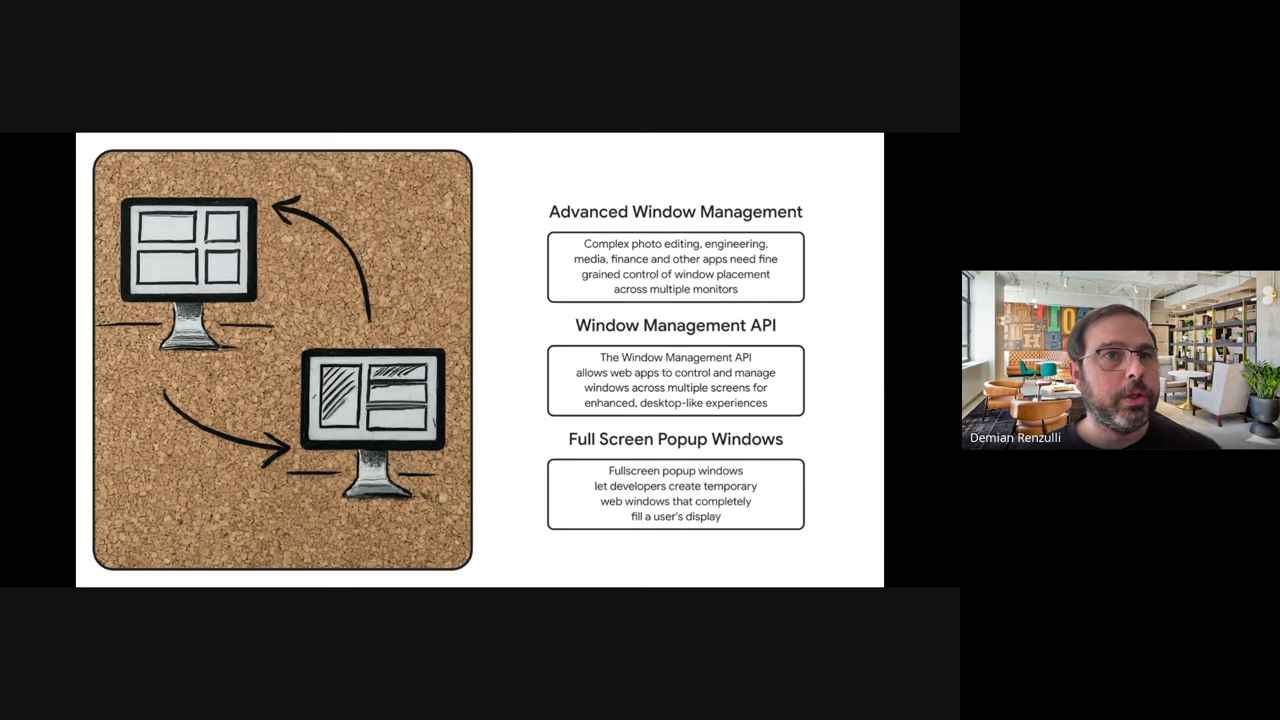 Advanced Window Management
Complex photo editing, engineering,
media, finance and other apps need fine
grained control of window placement
across multiple monitors
Window Management API
The Window Management API
allows web apps to control and manage
windows across multiple screens for
enhanced, desktop-like experiences
Full Screen Popup Windows
Fullscreen popup windows
let developers create temporary
web windows that completely
fill a user's display
Demian Renzulli